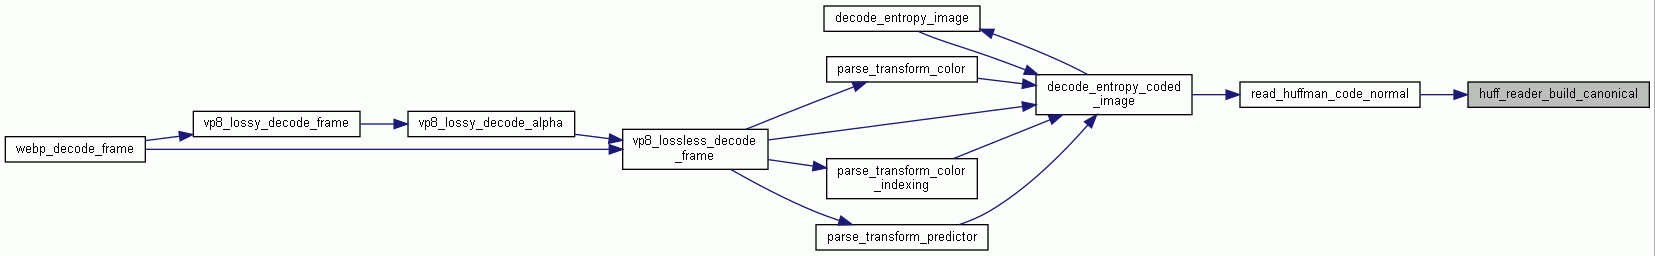 decode_entropy_image
parse_transform_color
decode_entropy_coded
_image
read_huffman_code_normal
huff_reader_build_canonical
vp8_lossy_decode_frame
vp8_lossy_decode_alpha
webp_decode_frame
vp8_lossless_decode
_frame
parse_transform_color
_indexing
parse_transform_predictor